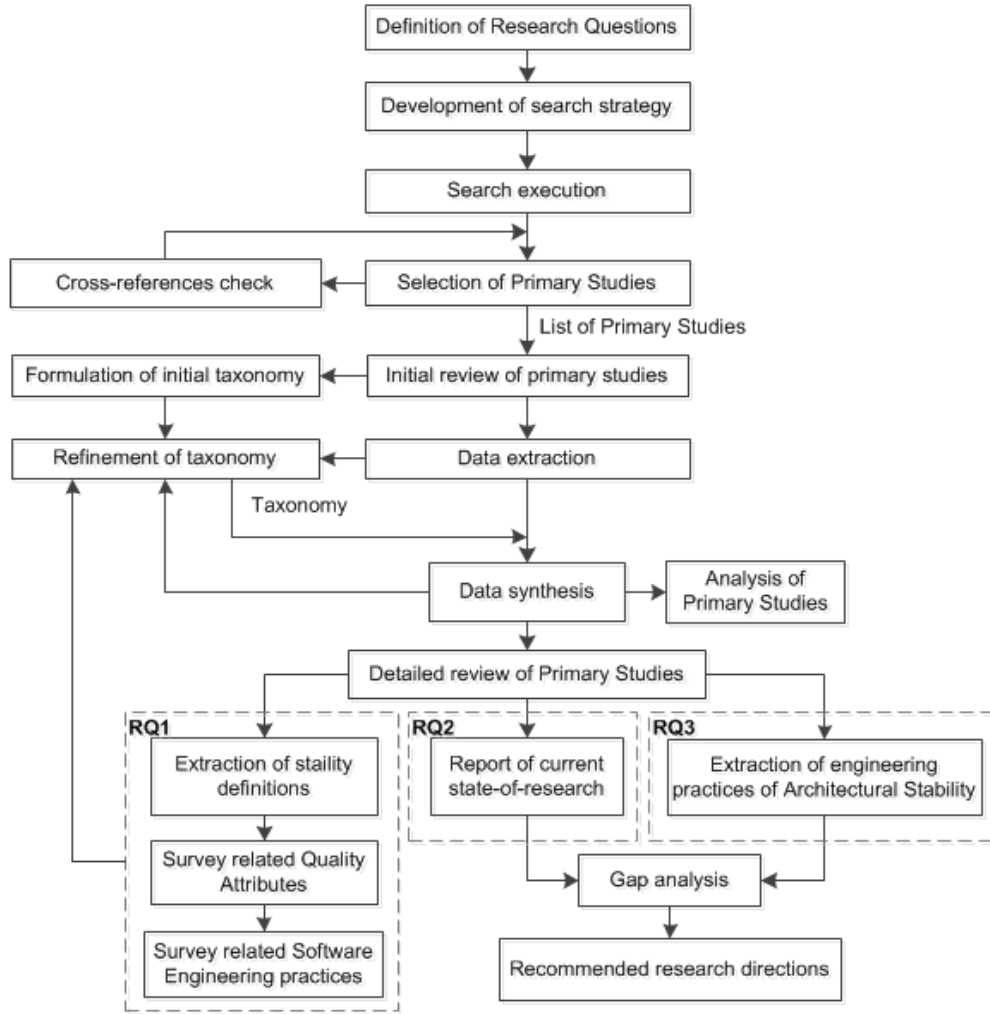 Definition of Research Questions
Development of search strategy
Search execution
Cross-references check
Selection of Primary Studies
List of Primary Studies
Formulation of initial taxonomy
Initial review of primary studies
Refinement of taxonomy
Data extraction
Taxonomy
Data synthesis
Analysis of
Primary Studies
Detailed review of Primary Studies
RQ1
Extraction of staility
definitions
Survey related Quality
Attributes
Survey related Software
Engineering practices
RQ2
Report of current
state-of-research
RQ3
Extraction of engineering
practices of Architectural Stability
Gap analysis
Recommended research directions